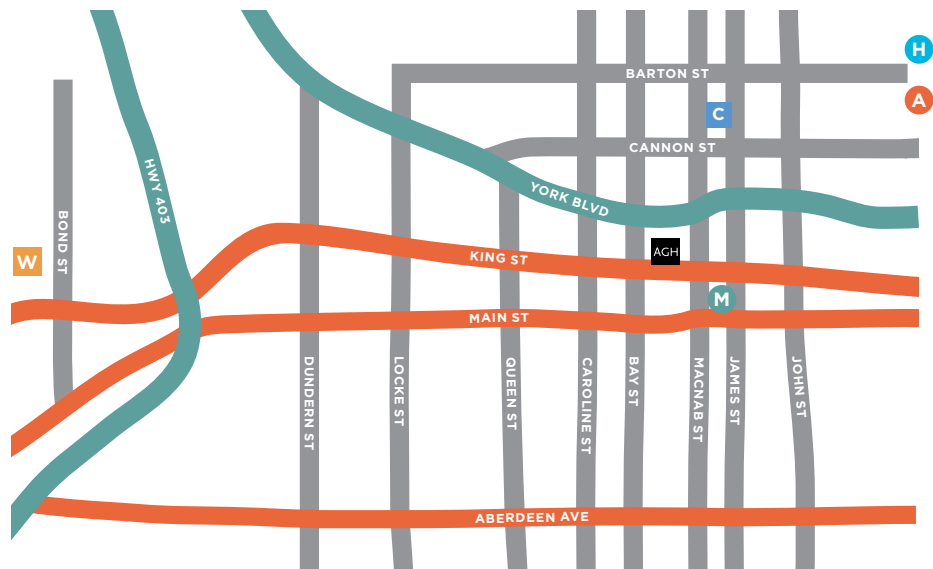 H
BARTON ST
A
C
CANNON ST
HWY 403
YORK BLVD
BOND ST
W
AGH
KING ST
M
MAIN ST
DUNDERN ST
LOCKE ST
QUEEN ST
CAROLINE ST
BAY ST
MACNAB ST
JAMES ST
JOHN ST
ABERDEEN AVE